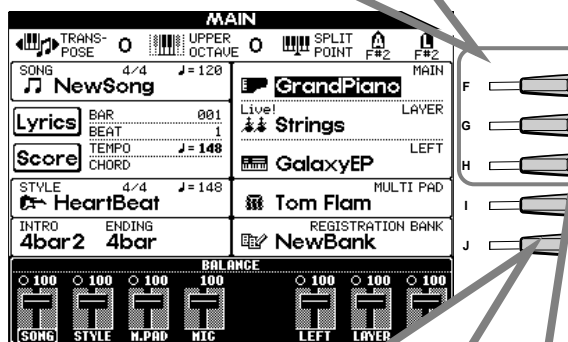 MAIN
TRANSPOSE 0 UPPER OCTAVE 0 SPLIT POINT A F#2 L F#2
SONG 4/4 ♩=120
NewSong
Lyrics BAR 001
BEAT 1
Score TEMPO ♩=148
CHORD
STYLE 4/4 ♩=148
HeartBeat
INTRO ENDING
4bar2 4bar
MAIN
GrandPiano
Live! LAYER
Strings
LEFT
GalaxyEP
MULTI PAD
Tom Flam
REGISTRATION BANK
NewBank
F
G
H
I
J
BALANCE
100 100 100 100 100 100 100
SONG STYLE M.PAD MIC LEFT LAYER